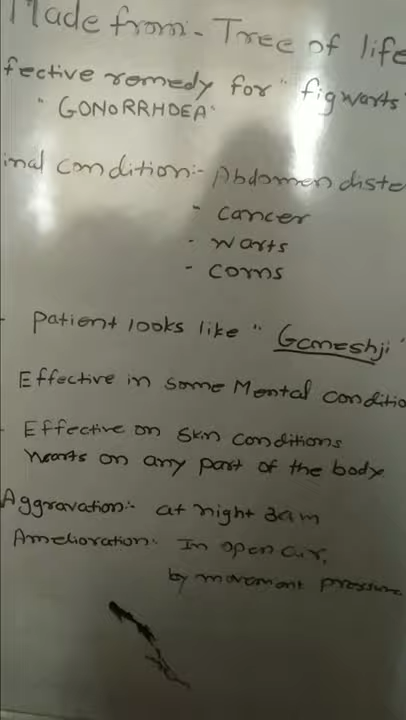 Made from:- Tree of life
fective remedy for "figwarts"
"GONORRHOEA"
inal condition:- Abdomen diste
- cancer
- warts
- corns
- patient looks like "Ganeshji"
Effective in some Mental conditio
- Effective on skin conditions
warts on any part of the body
Aggravation:- at night 3am
Amelioration:- In open air,
by movement pressure